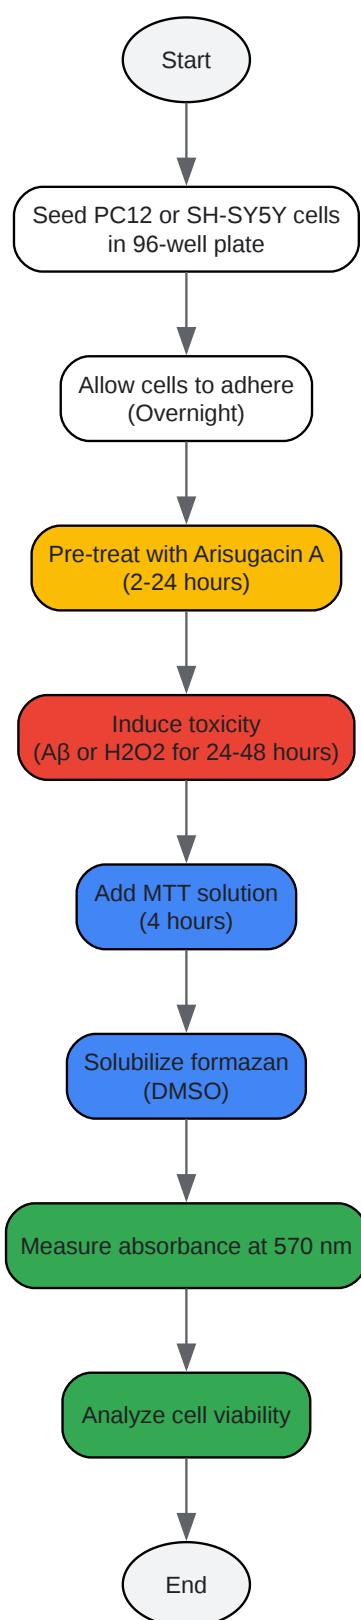 Start
Seed PC12 or SH-SY5Y cells
in 96-well plate
Allow cells to adhere
(Overnight)
Pre-treat with Arisugacin A
(2-24 hours)
Induce toxicity
(Aβ or H2O2 for 24-48 hours)
Add MTT solution
(4 hours)
Solubilize formazan
(DMSO)
Measure absorbance at 570 nm
Analyze cell viability
End